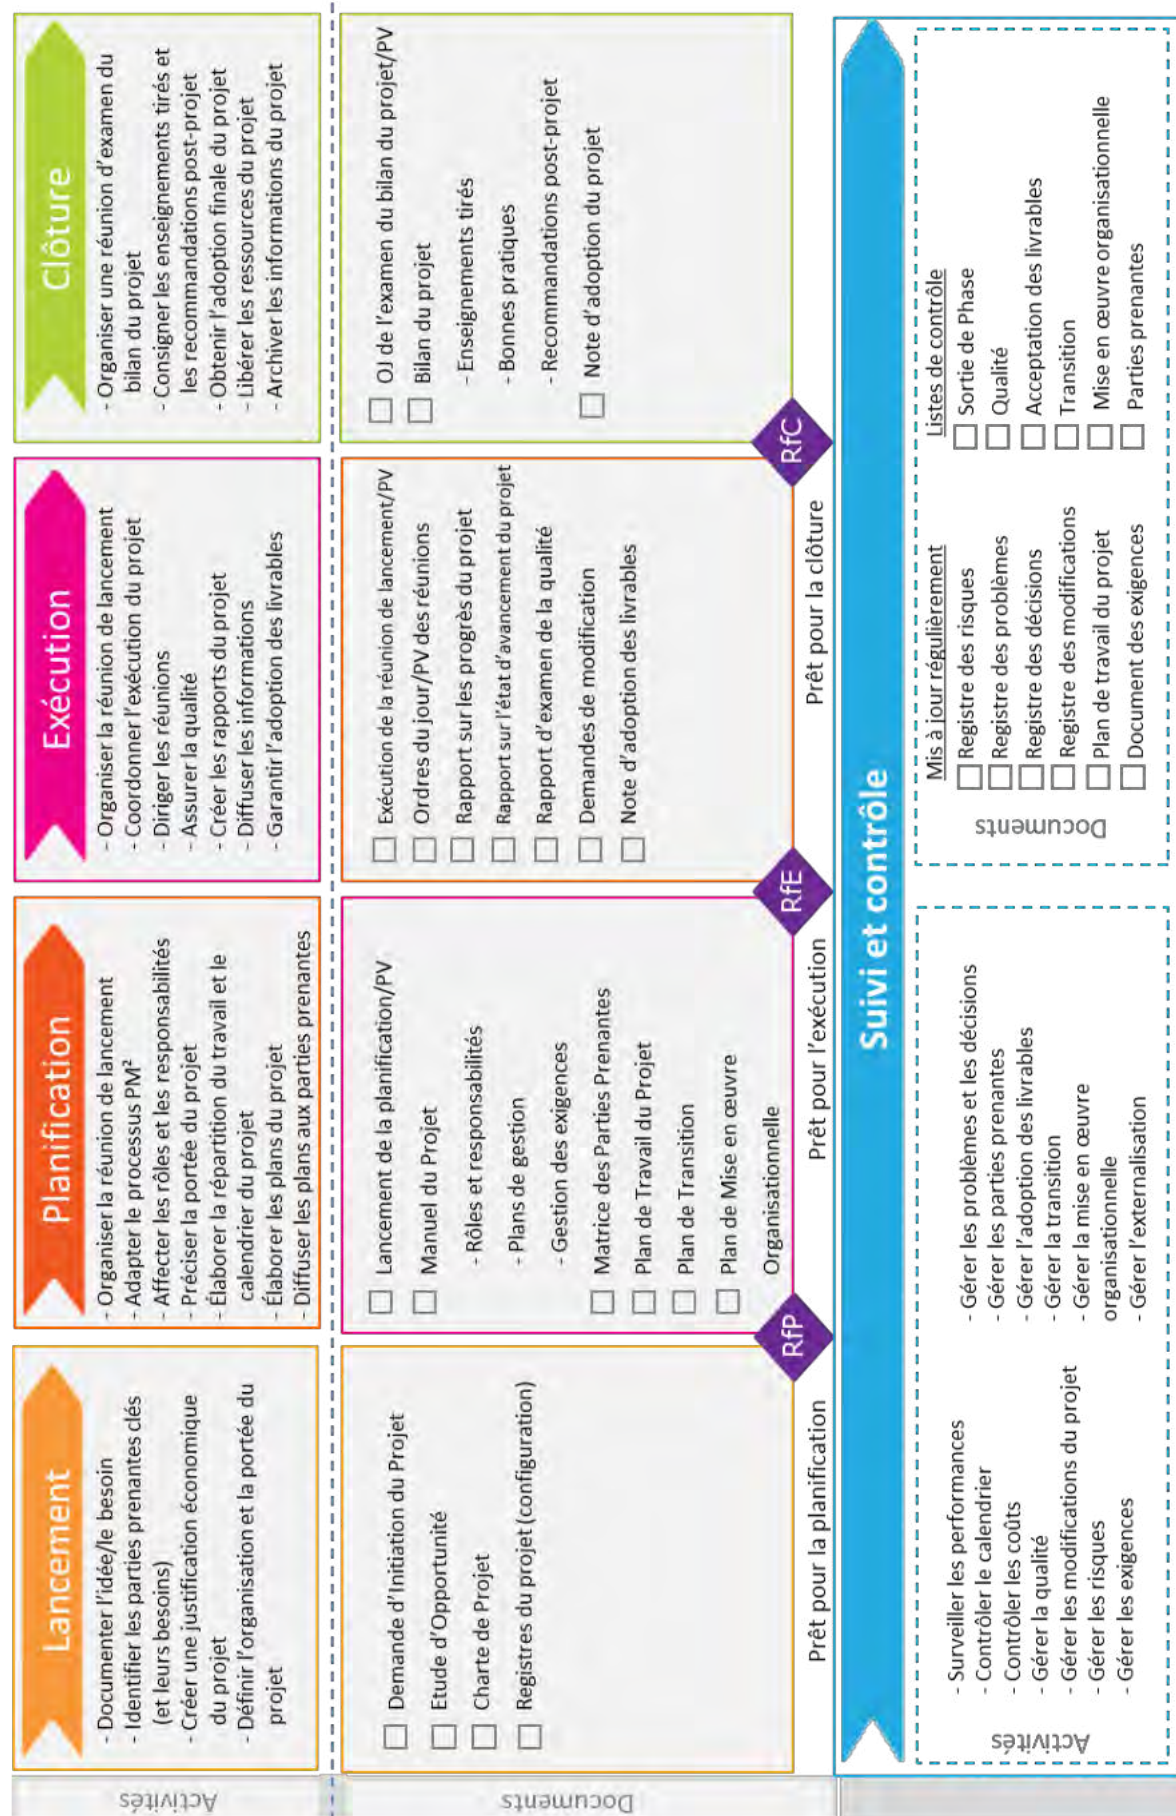 Activités
Lancement
- Documenter l'idée/le besoin
- Identifier les parties prenantes clés
(et leurs besoins)
- Créer une justification économique
du projet
- Définir l'organisation et la portée du
projet
Planification
- Organiser la réunion de lancement
- Adapter le processus PM²
- Affecter les rôles et les responsabilités
- Préciser la portée du projet
- Élaborer la répartition du travail et le
calendrier du projet
- Élaborer les plans du projet
- Diffuser les plans aux parties prenantes
Exécution
- Organiser la réunion de lancement
- Coordonner l'exécution du projet
- Diriger les réunions
- Assurer la qualité
- Créer les rapports du projet
- Diffuser les informations
- Garantir l'adoption des livrables
Clôture
- Organiser une réunion d'examen du
bilan du projet
- Consigner les enseignements tirés et
les recommandations post-projet
- Obtenir l'adoption finale du projet
- Libérer les ressources du projet
- Archiver les informations du projet
Documents
Demande d'Initiation du Projet
Etude d'Opportunité
Charte de Projet
Registres du projet (configuration)
RfP
Prêt pour la planification
Lancement de la planification/PV
Manuel du Projet
- Rôles et responsabilités
- Plans de gestion
- Gestion des exigences
Matrice des Parties Prenantes
Plan de Travail du Projet
Plan de Transition
Plan de Mise en œuvre
Organisationnelle
RfE
Prêt pour l'exécution
Exécution de la réunion de lancement/PV
Ordres du jour/PV des réunions
Rapport sur les progrès du projet
Rapport sur l'état d'avancement du projet
Rapport d'examen de la qualité
Demandes de modification
Note d'adoption des livrables
RfC
Prêt pour la clôture
OJ de l'examen du bilan du projet/PV
Bilan du projet
- Enseignements tirés
- Bonnes pratiques
- Recommandations post-projet
Note d'adoption du projet
Suivi et contrôle
Activités
- Surveiller les performances
- Contrôler le calendrier
- Contrôler les coûts
- Gérer la qualité
- Gérer les modifications du projet
- Gérer les risques
- Gérer les exigences
- Gérer les problèmes et les décisions
- Gérer les parties prenantes
- Gérer l'adoption des livrables
- Gérer la transition
- Gérer la mise en œuvre
organisationnelle
- Gérer l'externalisation
Documents
Mis à jour régulièrement
Registre des risques
Registre des problèmes
Registre des décisions
Registre des modifications
Plan de travail du projet
Document des exigences
Listes de contrôle
Sortie de Phase
Qualité
Acceptation des livrables
Transition
Mise en œuvre organisationnelle
Parties prenantes